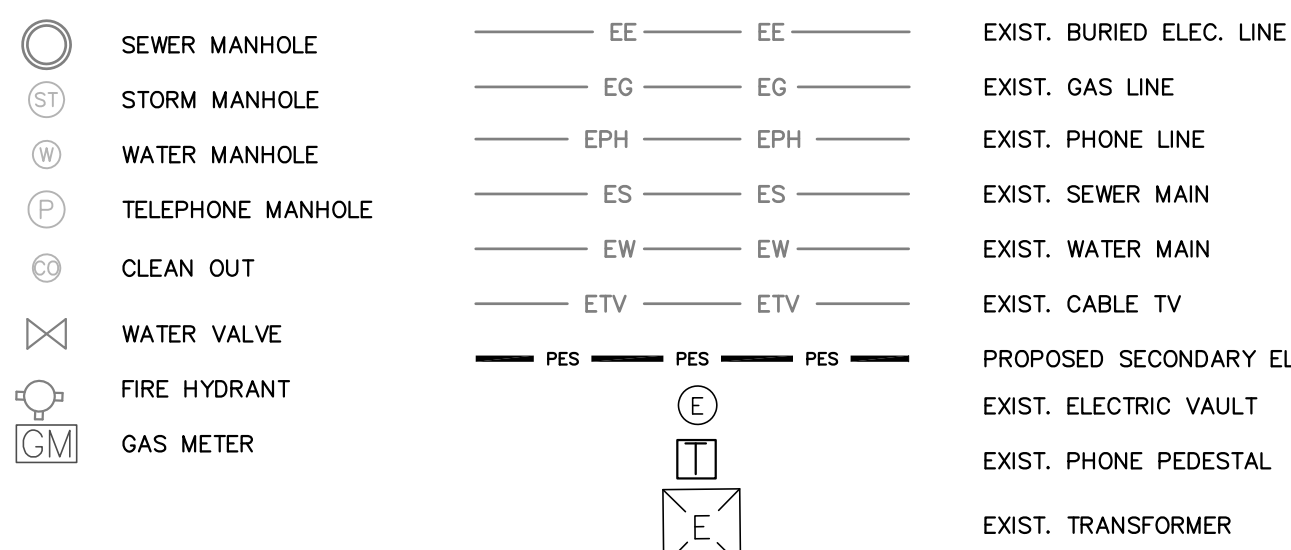 SEWER MANHOLE
ST STORM MANHOLE
W WATER MANHOLE
P TELEPHONE MANHOLE
CO CLEAN OUT
WATER VALVE
FIRE HYDRANT
GM GAS METER
EE EE EXIST. BURIED ELEC. LINE
EG EG EXIST. GAS LINE
EPH EPH EXIST. PHONE LINE
ES ES EXIST. SEWER MAIN
EW EW EXIST. WATER MAIN
ETV ETV EXIST. CABLE TV
PES PES PES PROPOSED SECONDARY EL
E EXIST. ELECTRIC VAULT
T EXIST. PHONE PEDESTAL
E EXIST. TRANSFORMER